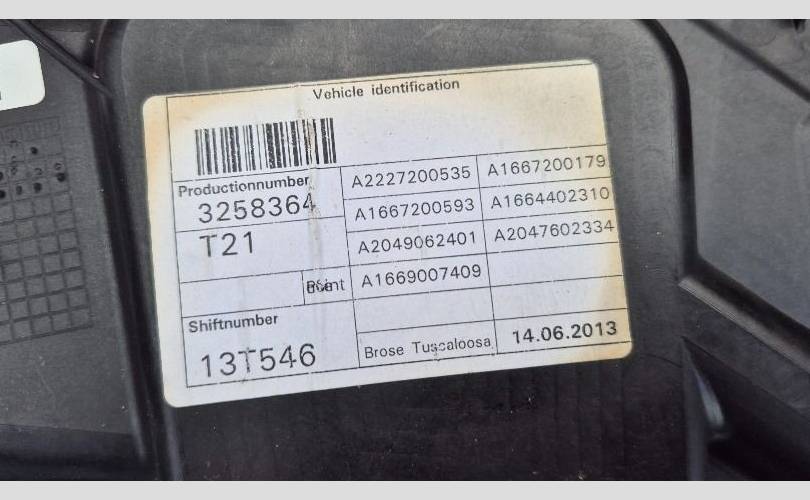 Vehicle identification
Productionnumber
3258364
T21
Shiftnumber
13T546
A2227200535 A1667200179
A1667200593 A1664402310
A2049062401 A2047602334
A1669007409
Brose Tuscaloosa 14.06.2013